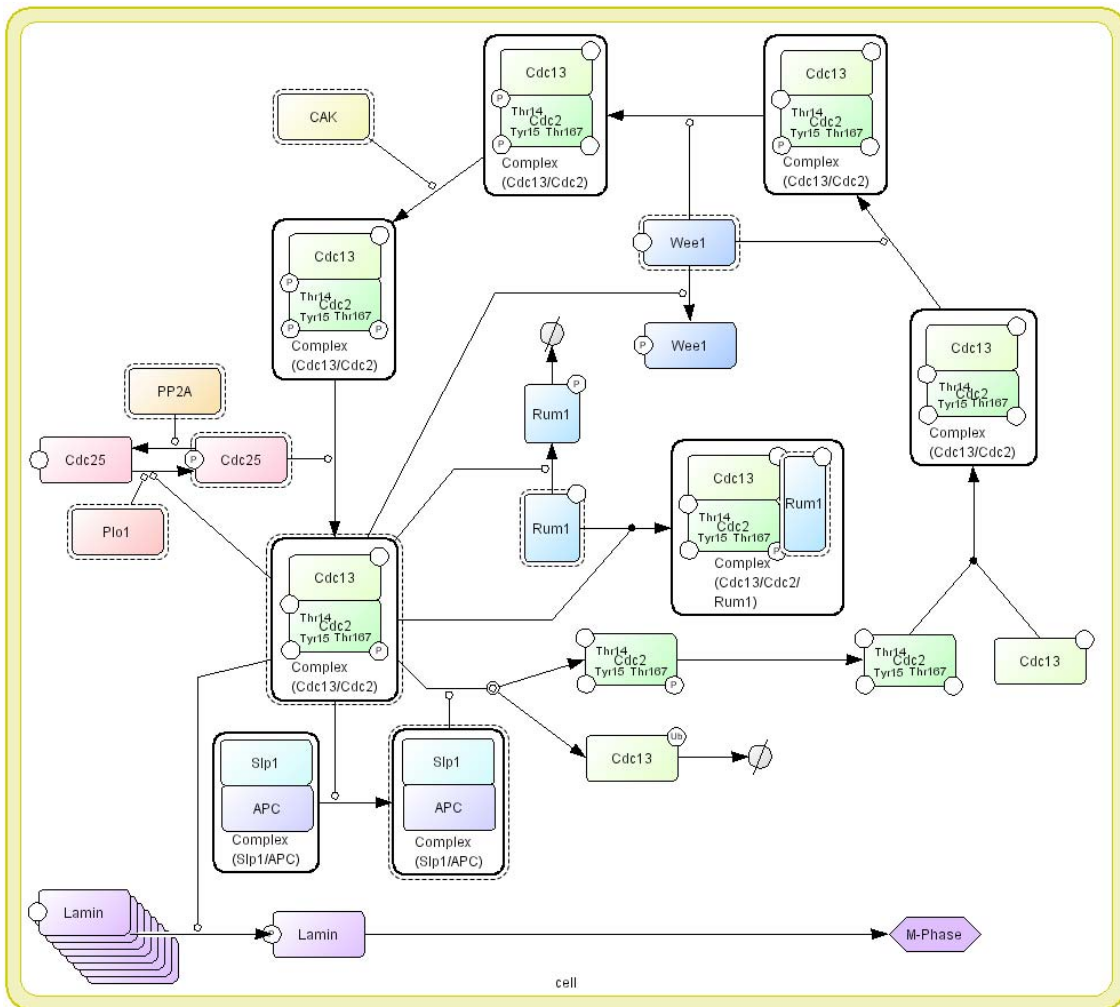 Cdc13
P
Thr14
Cdc2
Tyr15 Thr167
P
Complex
(Cdc13/Cdc2)
Cdc13
Thr14
Cdc2
Tyr15 Thr167
P
Complex
(Cdc13/Cdc2)
CAK
Cdc13
P
Thr14
Cdc2
Tyr15 Thr167
P
P
Complex
(Cdc13/Cdc2)
Wee1
P
Wee1
Cdc13
Thr14
Cdc2
Tyr15 Thr167
Complex
(Cdc13/Cdc2)
PP2A
Cdc25
P
Cdc25
Plo1
P
Rum1
Rum1
Cdc13
Thr14
Cdc2
Tyr15 Thr167
P
Rum1
Complex
(Cdc13/Cdc2/
Rum1)
Cdc13
Thr14
Cdc2
Tyr15 Thr167
P
Complex
(Cdc13/Cdc2)
Thr14
Cdc2
Tyr15 Thr167
P
Thr14
Cdc2
Tyr15 Thr167
Cdc13
Ub
Cdc13
Slp1
APC
Complex
(Slp1/APC)
Slp1
APC
Complex
(Slp1/APC)
Lamin
P
Lamin
M-Phase
cell